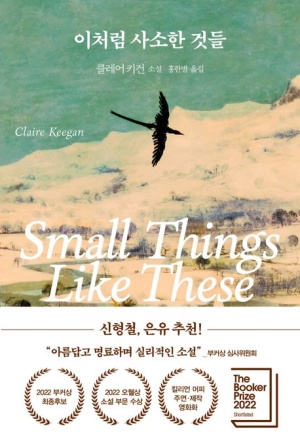 이처럼 사소한 것들
클레어 키건 소설 홍한별 옮김
Claire Keegan
Small Things
Like These
신형철, 은유 추천!
“아름답고 명료하며 실리적인 소설”_부커상 심사위원회
2022 부커상
최종후보
2022 오웰상
소설 부문 수상
킬리언 머피
주연·제작
영화화
The
Booker
Prize
2022
Shortlisted